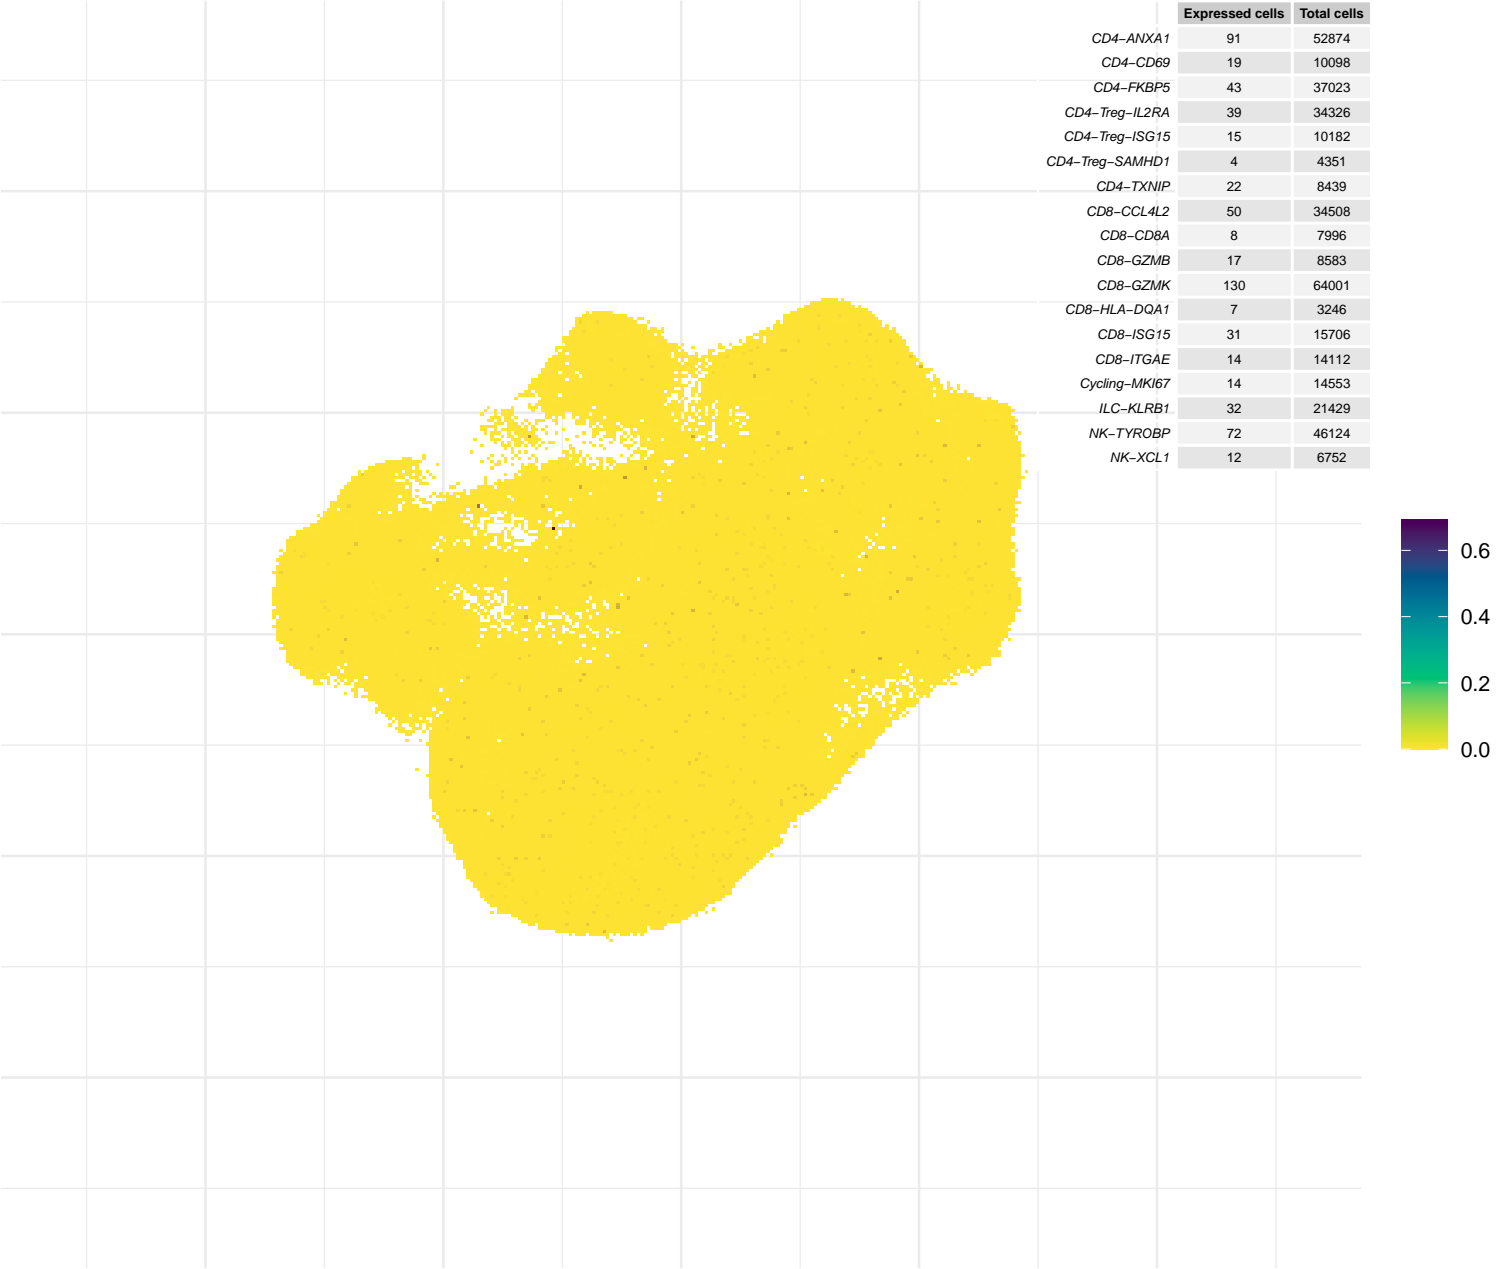 Expressed cells Total cells
CD4−ANXA1 91 52874
CD4−CD69 19 10098
CD4−FKBP5 43 37023
CD4−Treg−IL2RA 39 34326
CD4−Treg−ISG15 15 10182
CD4−Treg−SAMHD1 4 4351
CD4−TXNIP 22 8439
CD8−CCL4L2 50 34508
CD8−CD8A 8 7996
CD8−GZMB 17 8583
CD8−GZMK 130 64001
CD8−HLA−DQA1 7 3246
CD8−ISG15 31 15706
CD8−ITGAE 14 14112
Cycling−MKI67 14 14553
ILC−KLRB1 32 21429
NK−TYROBP 72 46124
NK−XCL1 12 6752
0.6
0.4
0.2
0.0